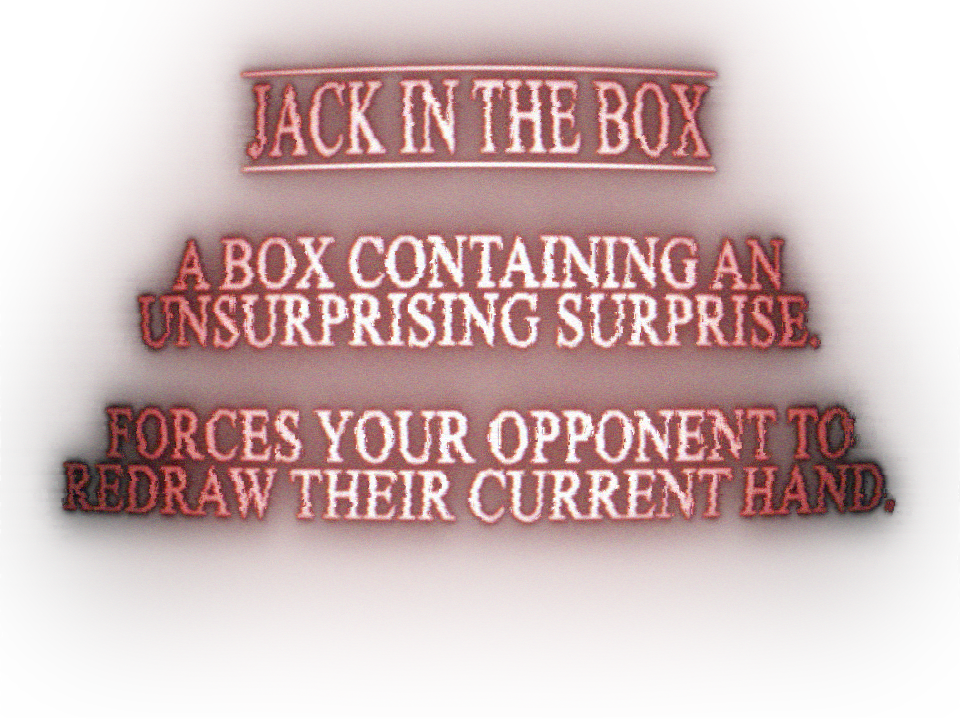 JACK IN THE BOX
A BOX CONTAINING AN
UNSURPRISING SURPRISE.
FORCES YOUR OPPONENT TO
REDRAW THEIR CURRENT HAND.